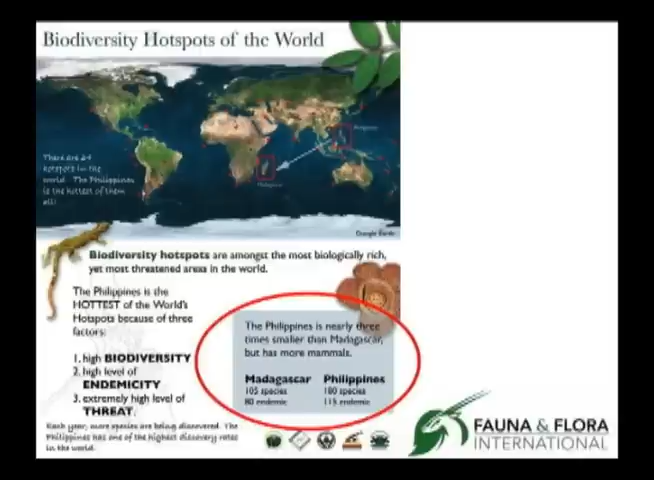 Biodiversity Hotspots of the World
There are 34
hotspots in the
world. The Philippines
is the hottest of them
all!
Philippines
Madagascar
Google Earth
Biodiversity hotspots are amongst the most biologically rich,
yet most threatened areas in the world.
The Philippines is the
HOTTEST of the World's
Hotspots because of three
factors:
1. high BIODIVERSITY
2. high level of
ENDEMICITY
3. extremely high level of
THREAT.
Each year, more species are being discovered. The
Philippines has one of the highest discovery rates
in the world.
The Philippines is nearly three
times smaller than Madagascar,
but has more mammals.
Madagascar Philippines
105 species 180 species
80 endemic 115 endemic
FAUNA & FLORA
INTERNATIONAL